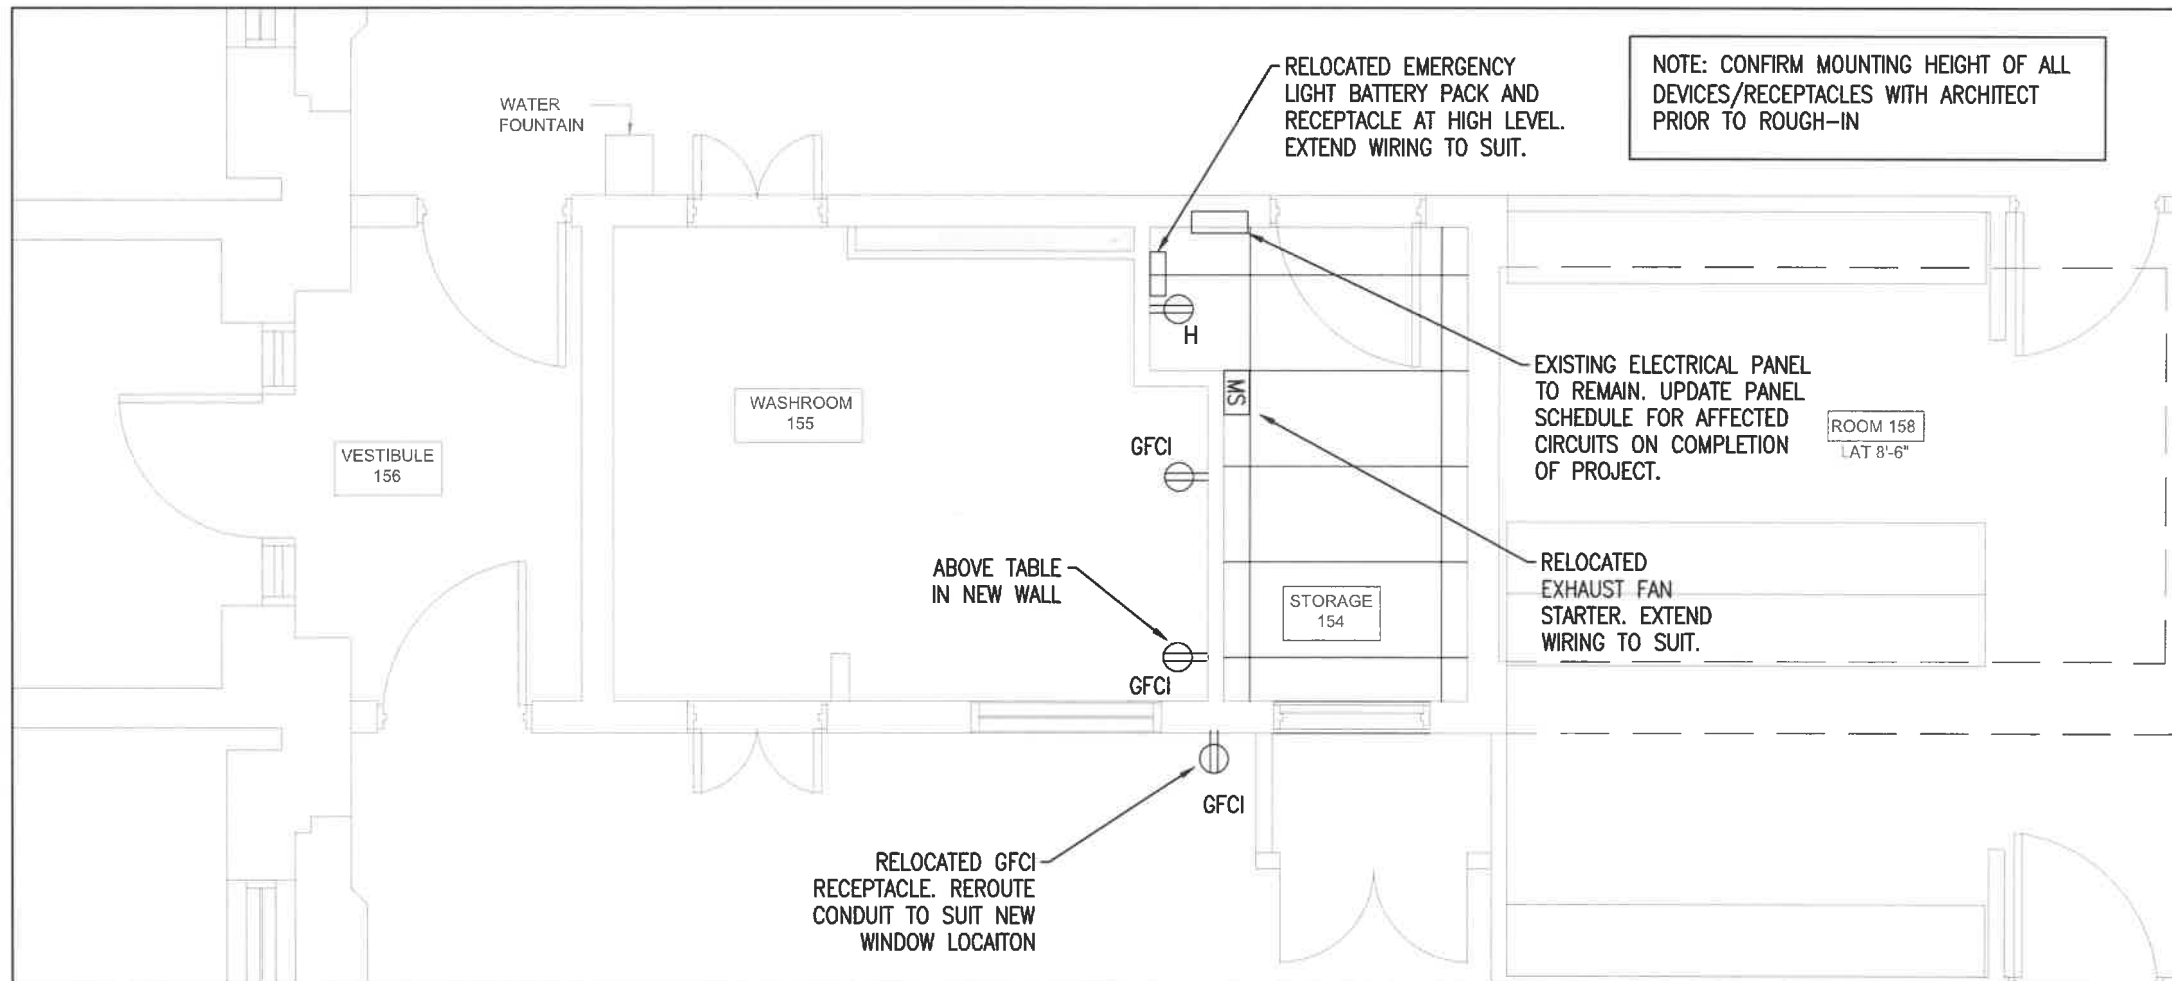 RELOCATED EMERGENCY
LIGHT BATTERY PACK AND
RECEPTACLE AT HIGH LEVEL.
EXTEND WIRING TO SUIT.
NOTE: CONFIRM MOUNTING HEIGHT OF ALL
DEVICES/RECEPTACLES WITH ARCHITECT
PRIOR TO ROUGH-IN
WATER
FOUNTAIN
H
MS
EXISTING ELECTRICAL PANEL
TO REMAIN. UPDATE PANEL
SCHEDULE FOR AFFECTED
CIRCUITS ON COMPLETION
OF PROJECT.
WASHROOM
155
ROOM 158
LAT 8'-6"
VESTIBULE
156
GFCI
ABOVE TABLE
IN NEW WALL
STORAGE
154
RELOCATED
EXHAUST FAN
STARTER. EXTEND
WIRING TO SUIT.
GFCI
GFCI
RELOCATED GFCI
RECEPTACLE. REROUTE
CONDUIT TO SUIT NEW
WINDOW LOCAITON